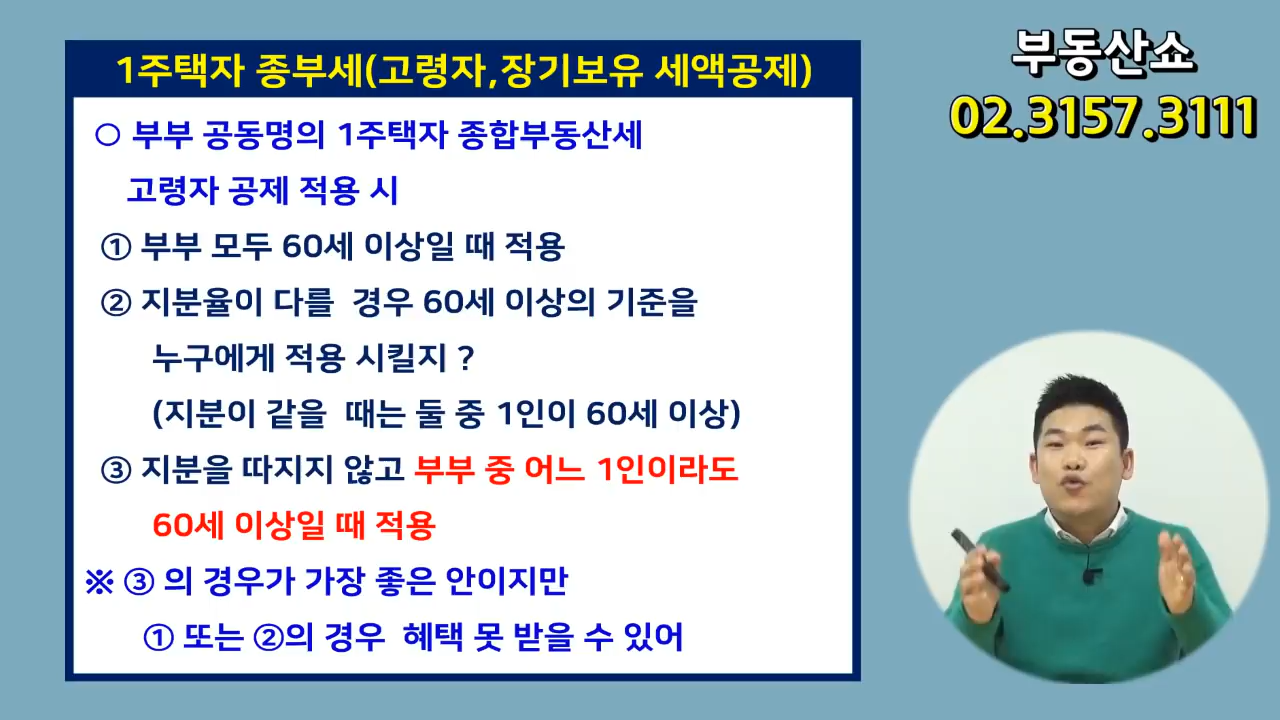 1주택자 종부세(고령자,장기보유 세액공제)
○ 부부 공동명의 1주택자 종합부동산세
고령자 공제 적용 시
① 부부 모두 60세 이상일 때 적용
② 지분율이 다를 경우 60세 이상의 기준을
누구에게 적용 시킬지 ?
(지분이 같을 때는 둘 중 1인이 60세 이상)
③ 지분을 따지지 않고 부부 중 어느 1인이라도
60세 이상일 때 적용
※ ③ 의 경우가 가장 좋은 안이지만
① 또는 ②의 경우 혜택 못 받을 수 있어
부동산쇼
02.3157.3111